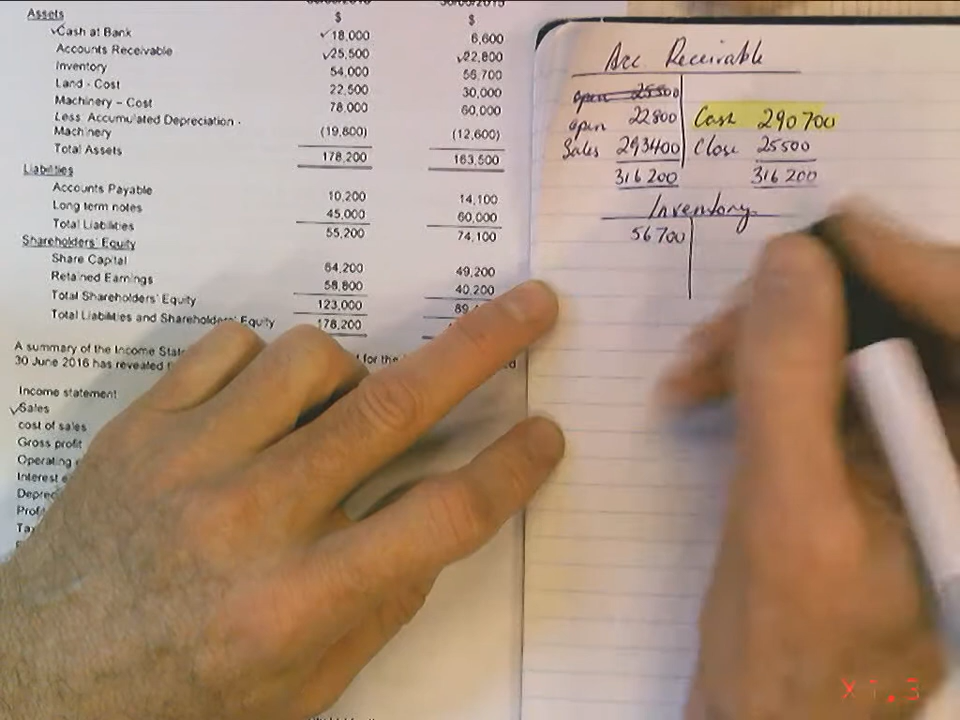 Assets
$ $
Cash at Bank 18,000 6,600
Accounts Receivable 25,500 22,800
Inventory 54,000 56,700
Land - Cost 22,500 30,000
Machinery – Cost 78,000 60,000
Less: Accumulated Depreciation -
Machinery (19,800) (12,600)
Total Assets 178,200 163,500
Liabilities
Accounts Payable 10,200 14,100
Long term notes 45,000 60,000
Total Liabilities 55,200 74,100
Shareholders' Equity
Share Capital 64,200 49,200
Retained Earnings 58,800 40,200
Total Shareholders' Equity 123,000 89
Total Liabilities and Shareholders' Equity 178,200
A summary of the Income for the
30 June 2016 has revealed
Income statement
Sales
cost of sales
Gross profit
Operating
Interest
Acc Receivable
open 25500
open 22800 Cash 290700
Sales 293400 Close 25500
316200 316200
Inventory
56700